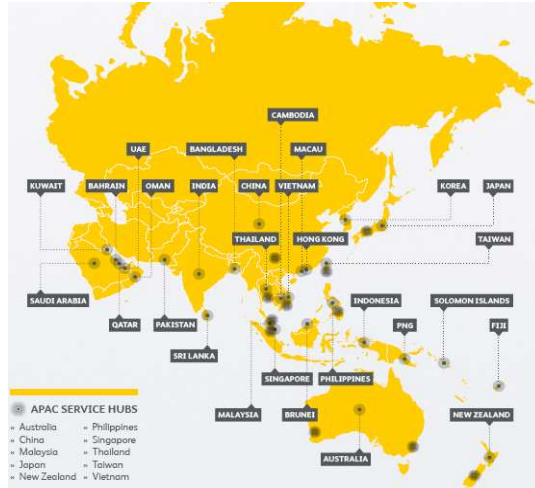 CAMBODIA
UAE
BANGLADESH
MACAU
KUWAIT
BAHRAIN
OMAN
INDIA
CHINA
VIETNAM
KOREA
JAPAN
THAILAND
HONG KONG
TAIWAN
SAUDI ARABIA
QATAR
PAKISTAN
INDONESIA
SOLOMON ISLANDS
PNG
FIJI
SRI LANKA
SINGAPORE
PHILIPPINES
MALAYSIA
BRUNEI
NEW ZEALAND
AUSTRALIA
APAC SERVICE HUBS
» Australia
» China
» Malaysia
» Japan
» New Zealand
» Philippines
» Singapore
» Thailand
» Taiwan
» Vietnam